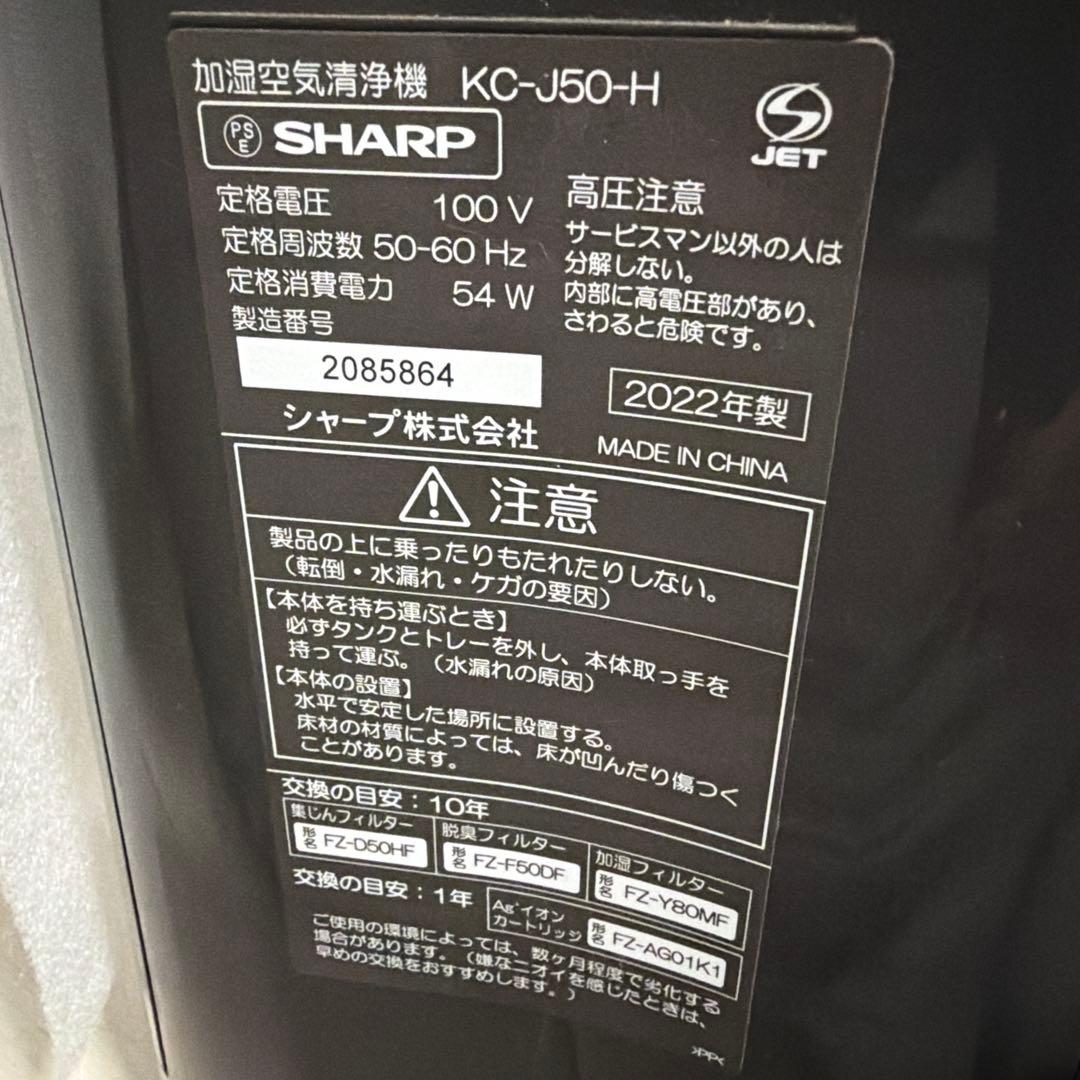 加湿空気清浄機 KC-J50-H
PS
E
SHARP
JET
定格電圧 100 V
定格周波数 50-60 Hz
定格消費電力 54 W
製造番号
2085864
シャープ株式会社
高圧注意
サービスマン以外の人は
分解しない。
内部に高電圧部があり、
さわると危険です。
2022年製
MADE IN CHINA
注意
製品の上に乗ったりもたれたりしない。
(転倒・水漏れ・ケガの要因)
【本体を持ち運ぶとき】
必ずタンクとトレーを外し、本体取っ手を
持って運ぶ。(水漏れの原因)
【本体の設置】
水平で安定した場所に設置する。
床材の材質によっては、床が凹んだり傷つく
ことがあります。
交換の目安:10年
集じんフィルター
形名 FZ-D50HF
脱臭フィルター
形名 FZ-F50DF
加湿フィルター
形名 FZ-Y80MF
交換の目安:1年
Ag⁺イオン
カートリッジ
形名 FZ-AG01K1
ご使用の環境によっては、数ヶ月程度で劣化する
場合があります。(嫌なニオイを感じたときは、
早めの交換をおすすめします。)
>PP<